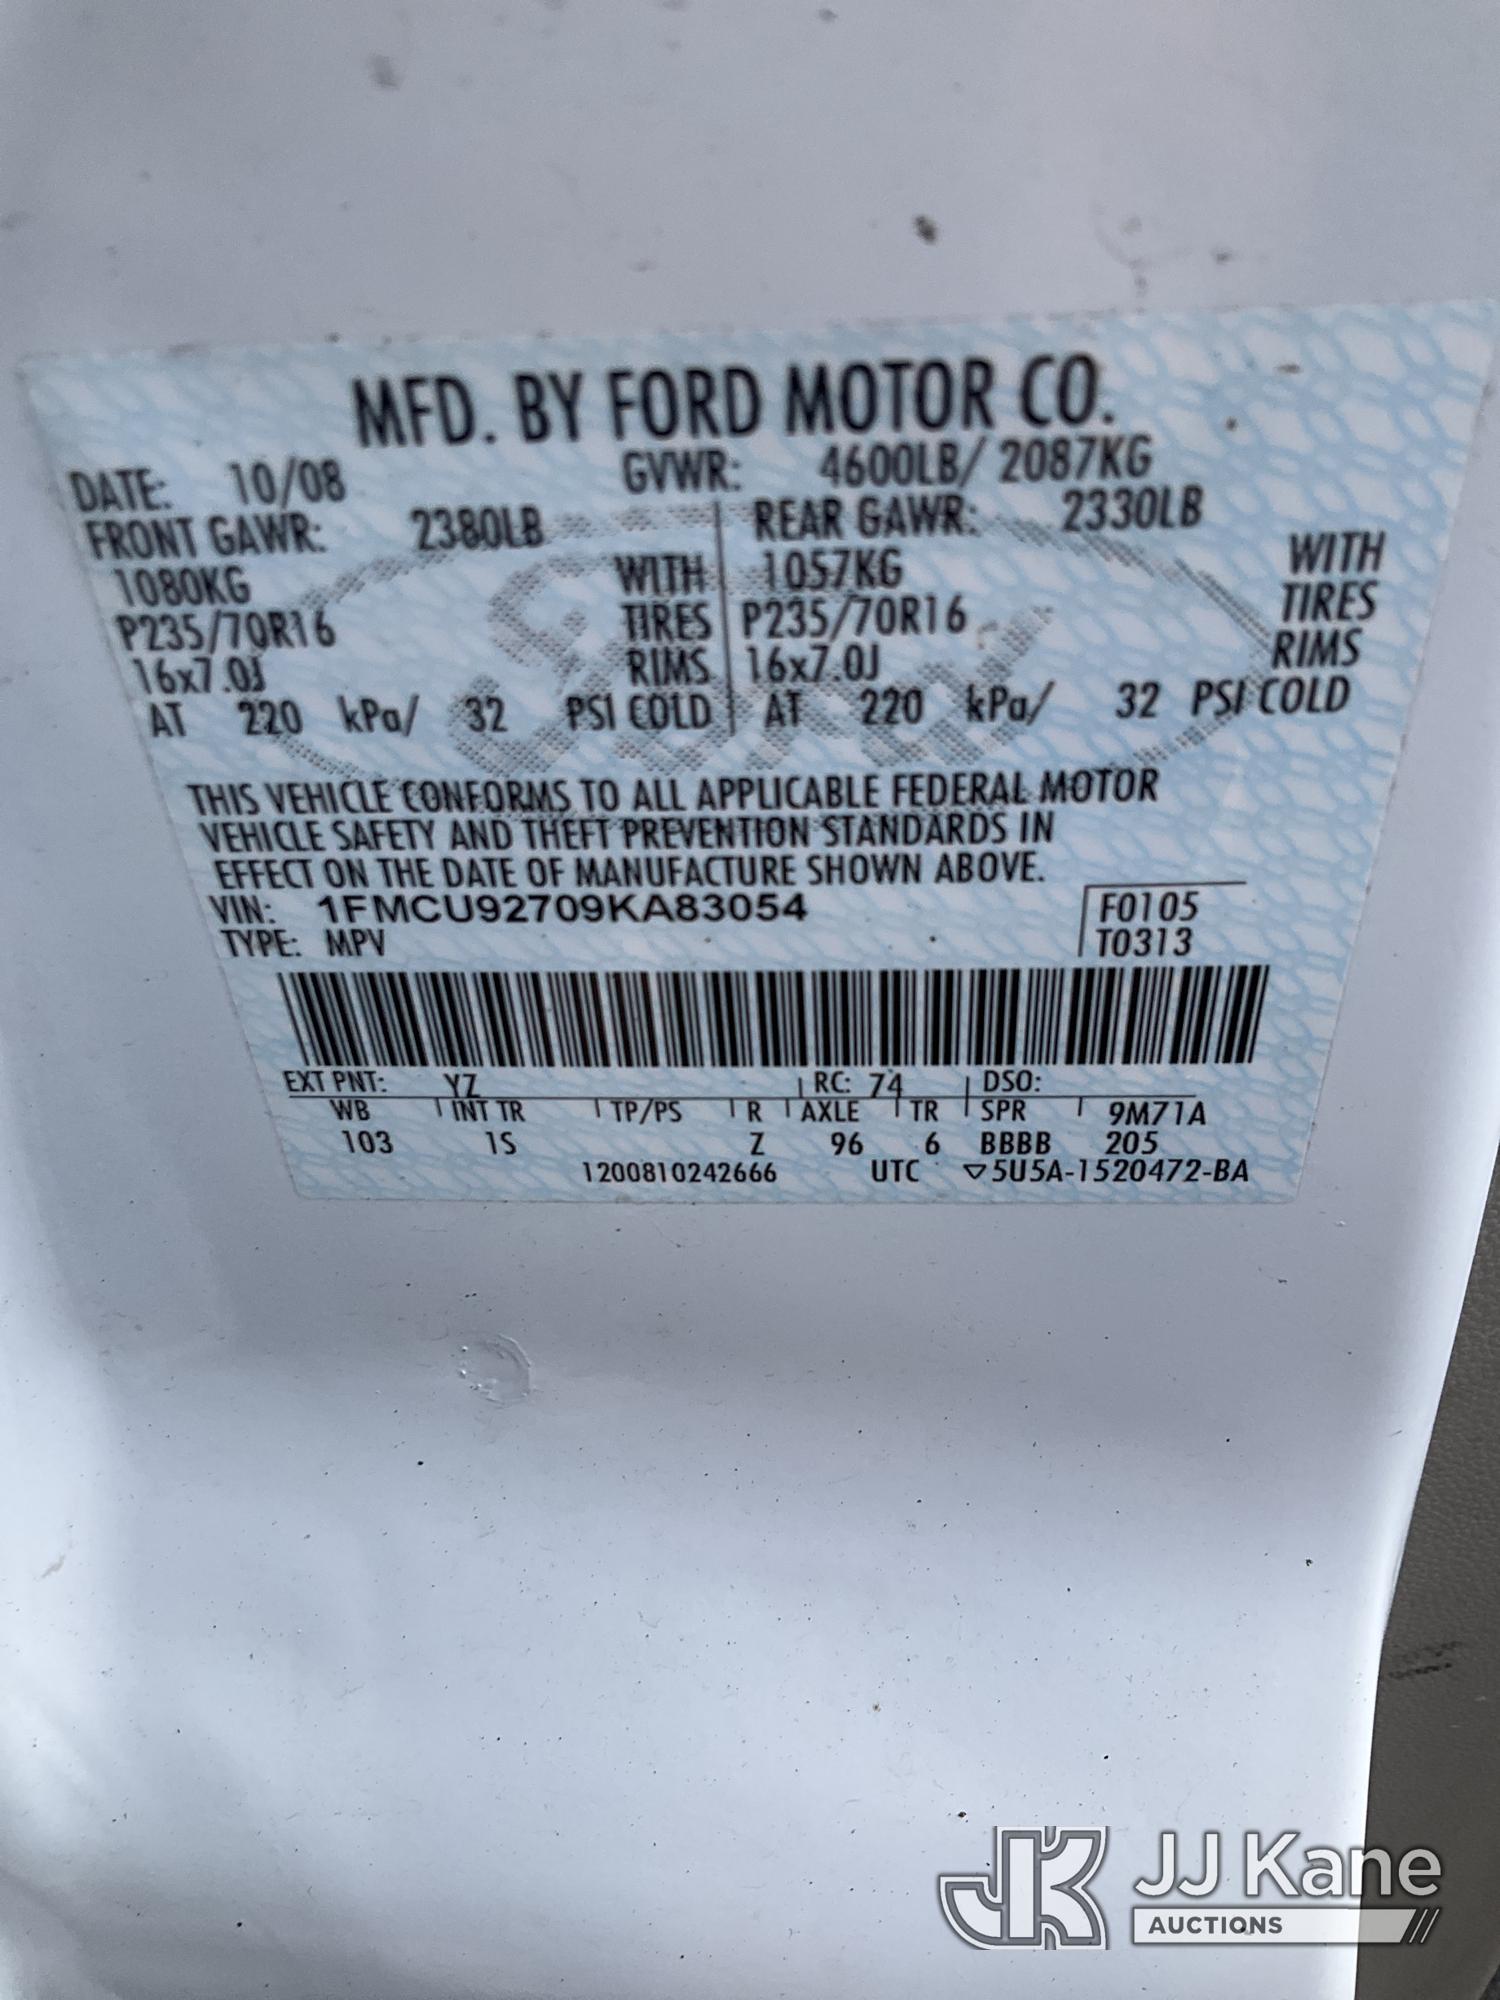 MFD. BY FORD MOTOR CO.
DATE: 10/08 GVWR: 4600LB/ 2087KG
FRONT GAWR: 2380LB REAR GAWR: 2330LB
1080KG WITH 1057KG WITH
P235/70R16 TIRES P235/70R16 TIRES
16x7.0J RIMS 16x7.0J RIMS
AT 220 kPa/ 32 PSI COLD AT 220 kPa/ 32 PSI COLD
THIS VEHICLE CONFORMS TO ALL APPLICABLE FEDERAL MOTOR
VEHICLE SAFETY AND THEFT PREVENTION STANDARDS IN
EFFECT ON THE DATE OF MANUFACTURE SHOWN ABOVE.
VIN: 1FMCU92709KA83054 F0105
TYPE: MPV T0313
EXT PNT: YZ RC: 74 DSO:
WB INT TR TP/PS R AXLE TR SPR 9M71A
103 1S Z 96 6 BBBB 205
1200810242666 UTC ▽5U5A-1520472-BA
Ford
JK JJ Kane
AUCTIONS